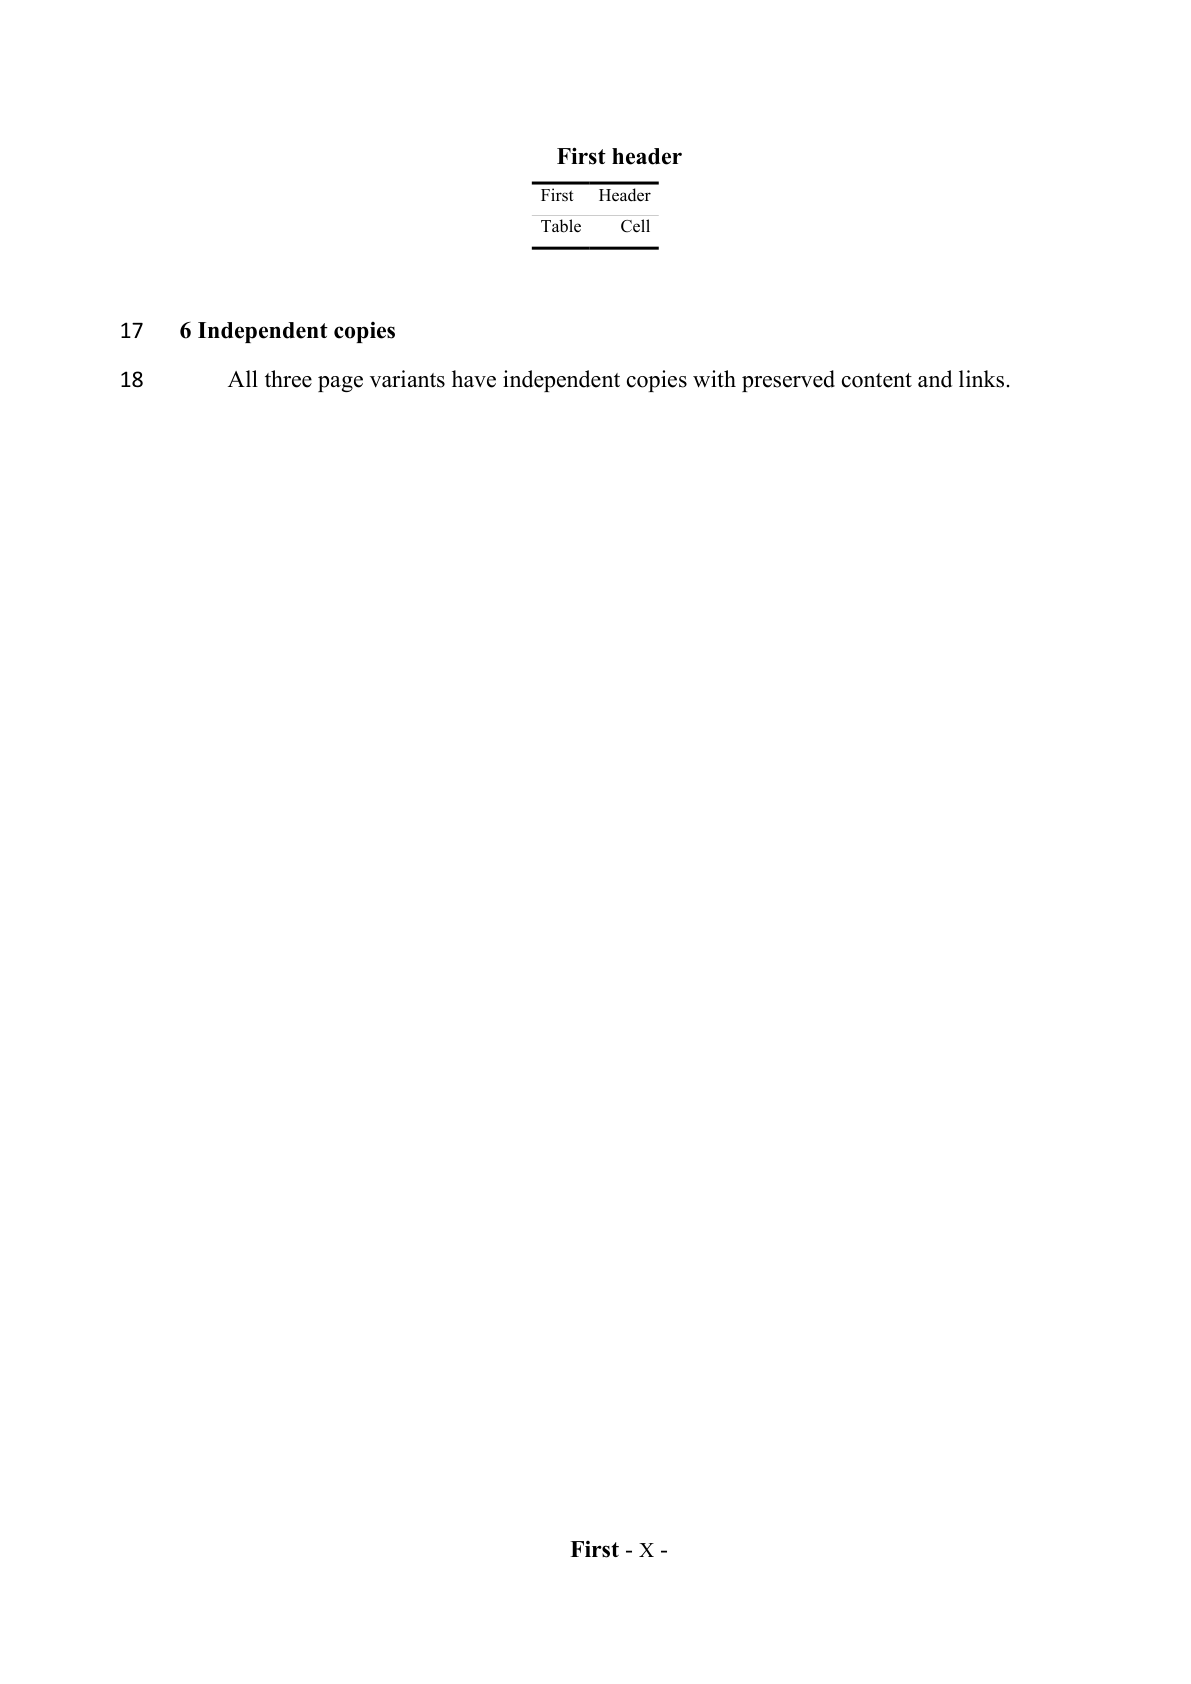 First header
First Header
Table Cell
17 6 Independent copies
18 All three page variants have independent copies with preserved content and links.
First - X -